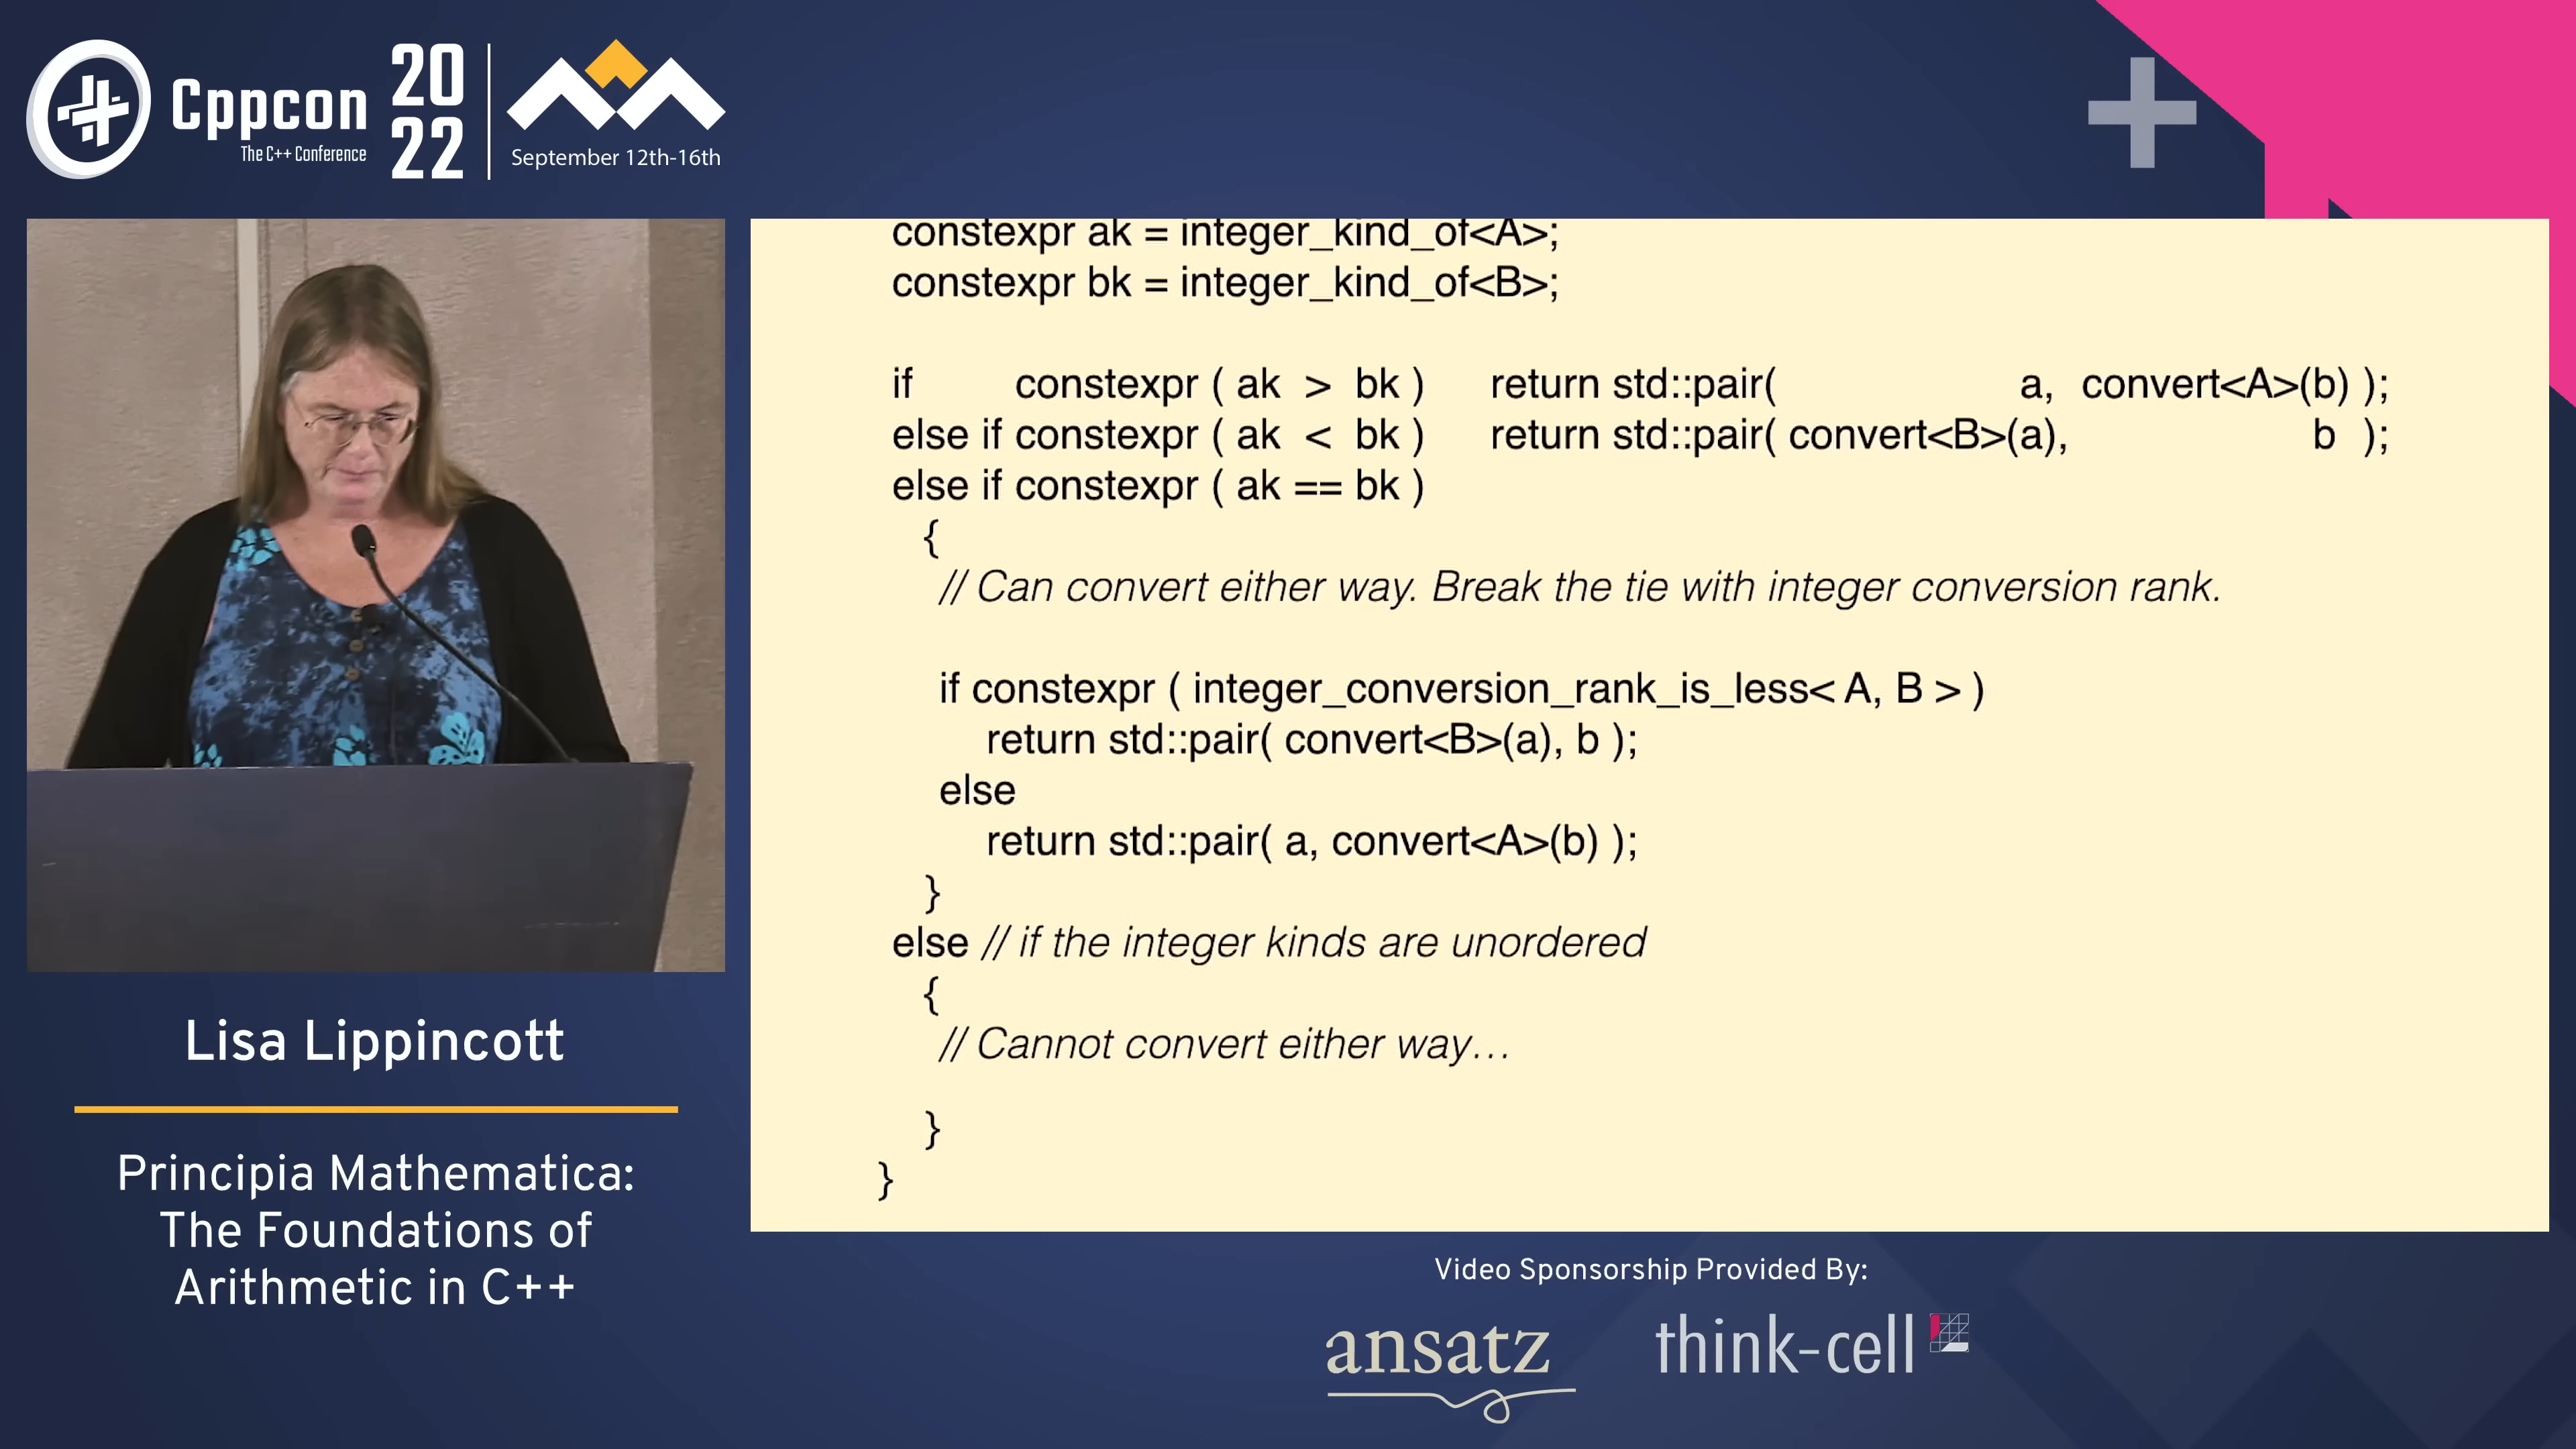 Cppcon
The C++ Conference
20
22
September 12th-16th
constexpr ak = integer_kind_of<A>;
constexpr bk = integer_kind_of<B>;
if constexpr ( ak > bk ) return std::pair( a, convert<A>(b) );
else if constexpr ( ak < bk ) return std::pair( convert<B>(a), b );
else if constexpr ( ak == bk )
{
// Can convert either way. Break the tie with integer conversion rank.
if constexpr ( integer_conversion_rank_is_less< A, B > )
return std::pair( convert<B>(a), b );
else
return std::pair( a, convert<A>(b) );
}
else // if the integer kinds are unordered
{
// Cannot convert either way…
}
}
Lisa Lippincott
Principia Mathematica:
The Foundations of
Arithmetic in C++
Video Sponsorship Provided By:
ansatz
think-cell